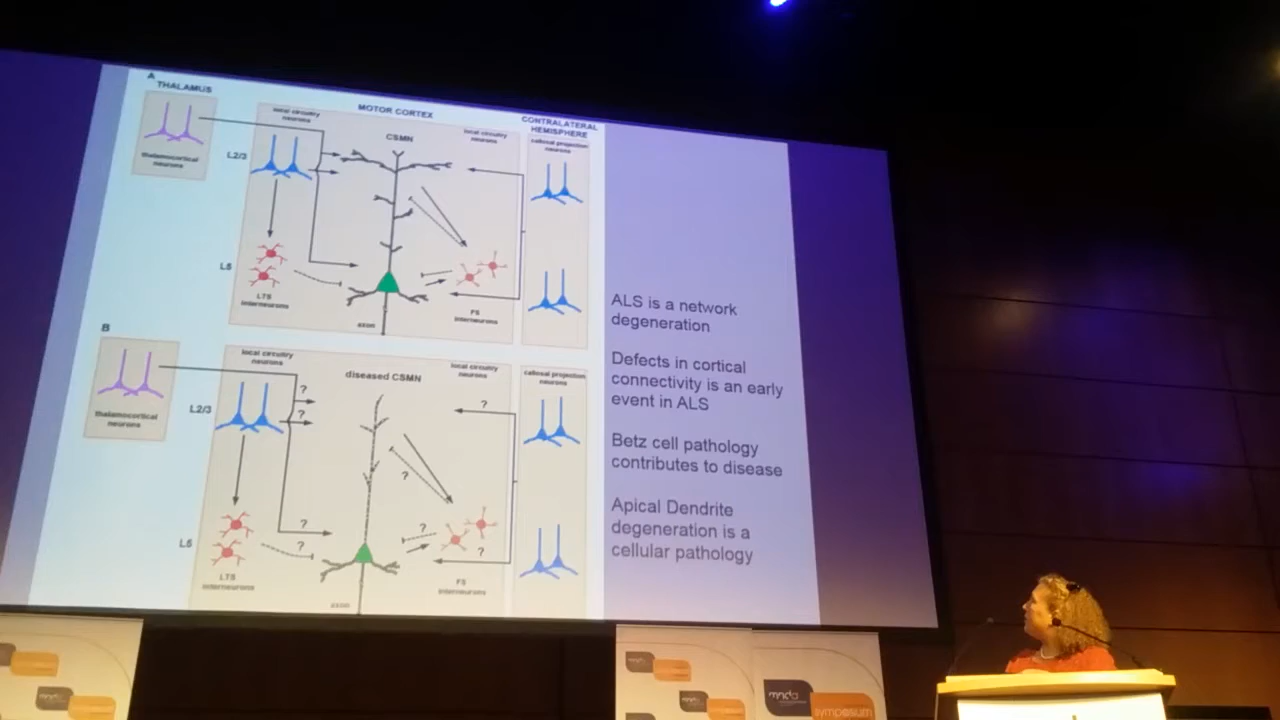 A
THALAMUS
thalamocortical
neurons
MOTOR CORTEX
local circuitry
neurons
CSMN
local circuitry
neurons
L2/3
L5
LTS
interneurons
axon
FS
interneurons
CONTRALATERAL
HEMISPHERE
callosal projection
neurons
B
thalamocortical
neurons
local circuitry
neurons
diseased CSMN
local circuitry
neurons
L2/3
?
?
?
?
?
?
?
?
L5
LTS
interneurons
axon
FS
interneurons
callosal projection
neurons
ALS is a network
degeneration
Defects in cortical
connectivity is an early
event in ALS
Betz cell pathology
contributes to disease
Apical Dendrite
degeneration is a
cellular pathology
mnda
mnda
symposium